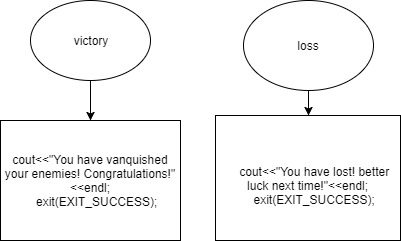 victory
cout<<"You have vanquished
your enemies! Congratulations!"
<<endl;
exit(EXIT_SUCCESS);
loss
cout<<"You have lost! better
luck next time!"<<endl;
exit(EXIT_SUCCESS);